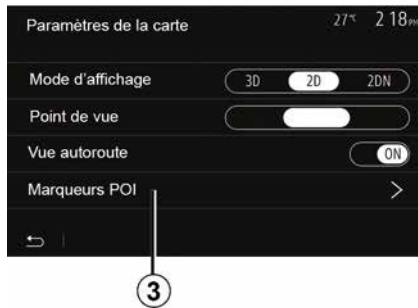 Paramètres de la carte
27°C 2 18 PM
Mode d'affichage
3D 2D 2DN
Point de vue
Vue autoroute
ON
Marqueurs POI >
3